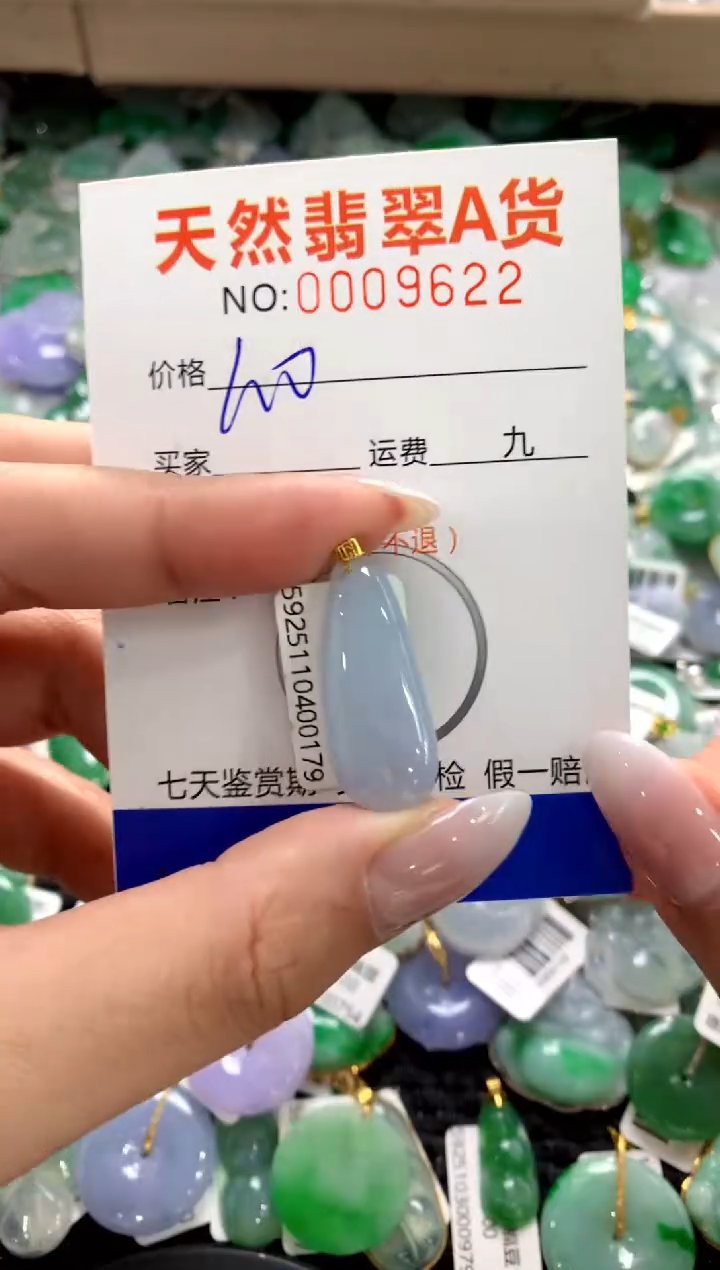 天然翡翠A货
NO:0009622
价格
买家 运费 九
不退）
5925110400179
七天鉴赏期 检 假一赔